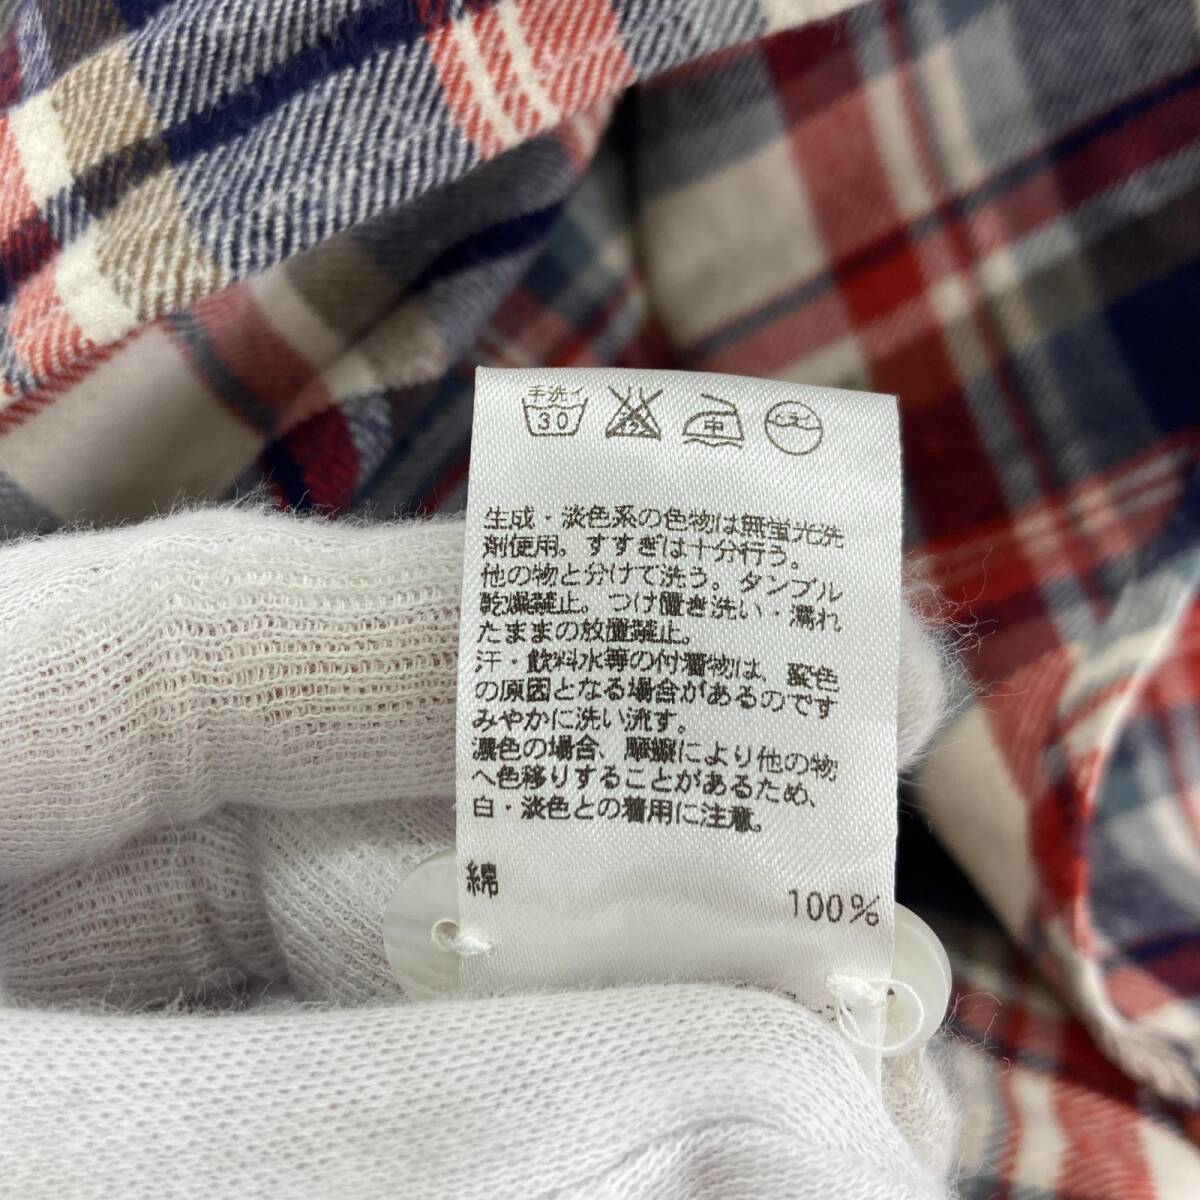 手洗イ
30 中
生成・淡色系の色物は無蛍光洗
剤使用。すすぎは十分行う。
他の物と分けて洗う。タンブル
乾燥禁止。つけ置き洗い・濡れ
たままの放置禁止。
汗・飲料水等の付着物は、変色
の原因となる場合があるのです
みやかに洗い流す。
濃色の場合、摩擦により他の物
へ色移りすることがあるため、
白・淡色との着用に注意。
綿 100%